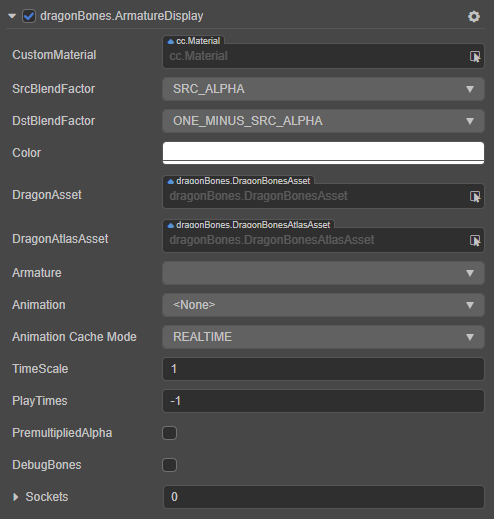 dragonBones.ArmatureDisplay
CustomMaterial
cc.Material
cc.Material
SrcBlendFactor SRC_ALPHA
DstBlendFactor ONE_MINUS_SRC_ALPHA
Color
dragonBones.DragonBonesAsset
DragonAsset dragonBones.DragonBonesAsset
dragonBones.DragonBonesAtlasAsset
DragonAtlasAsset dragonBones.DragonBonesAtlasAsset
Armature
Animation <None>
Animation Cache Mode REALTIME
TimeScale 1
PlayTimes -1
PremultipiedAlpha
DebugBones
Sockets 0